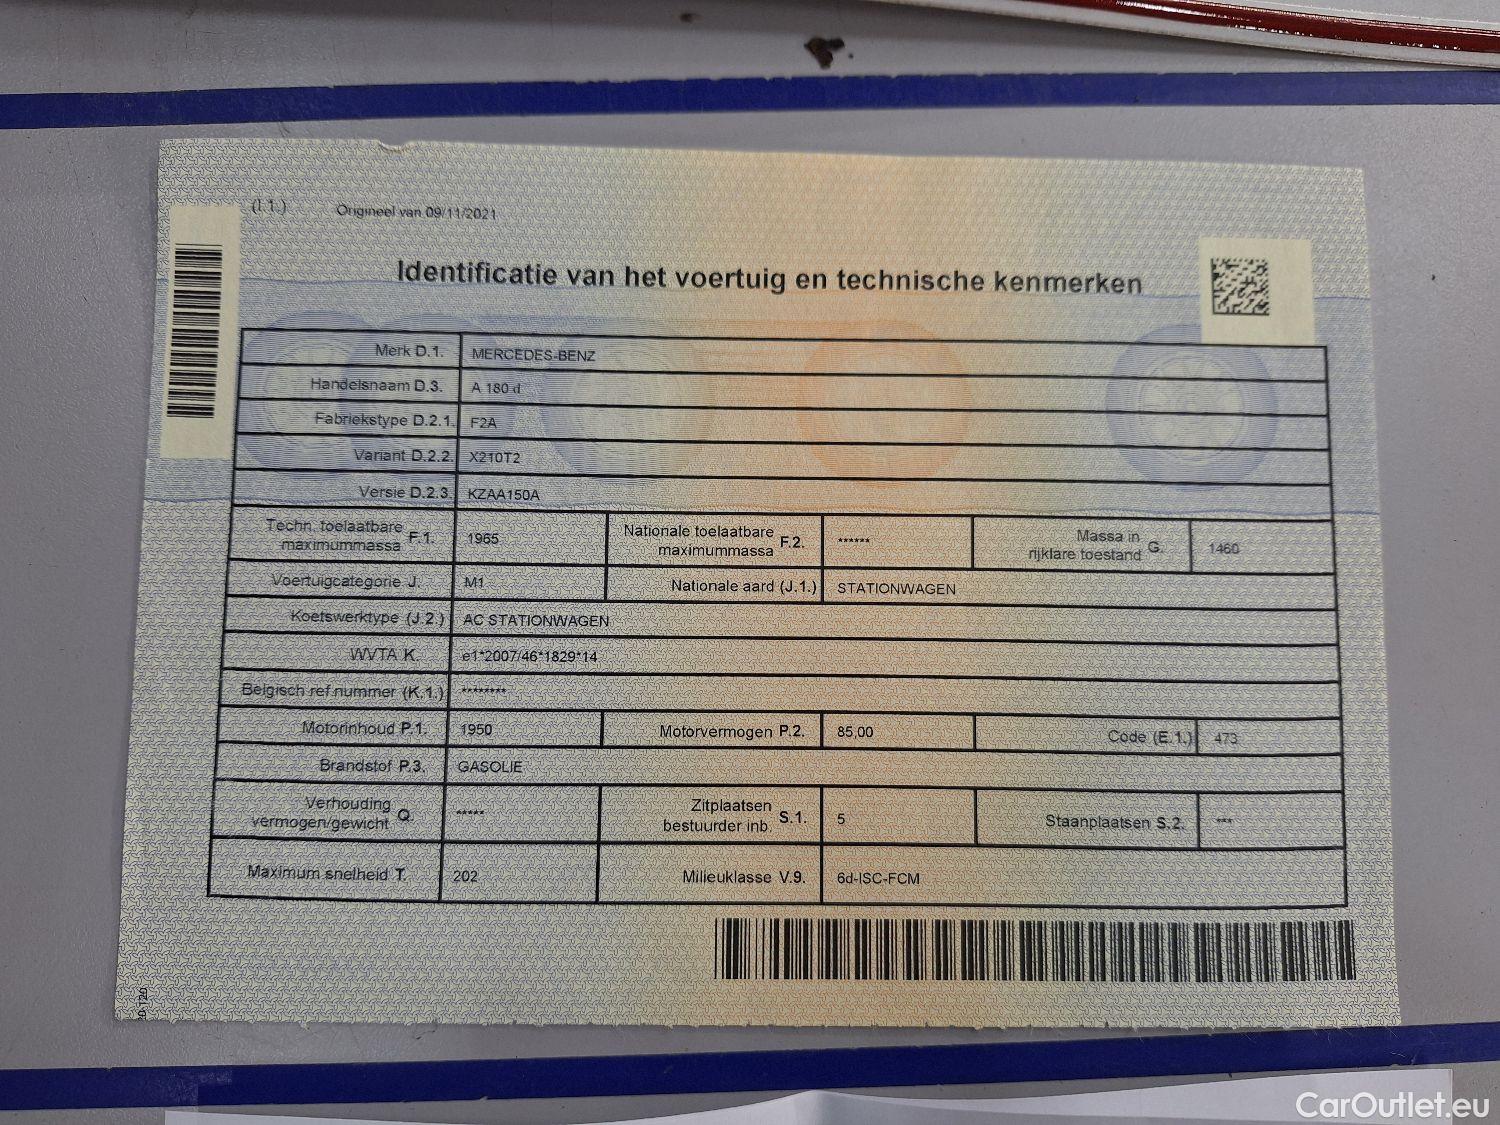 (I.1.) Origineel van 09/11/2021
Identificatie van het voertuig en technische kenmerken
Merk D.1. MERCEDES-BENZ
Handelsnaam D.3. A 180 d
Fabriekstype D.2.1. F2A
Variant D.2.2. X210T2
Versie D.2.3. KZAA150A
Techn. toelaatbare maximummassa F.1. 1965 Nationale toelaatbare maximummassa F.2. ****** Massa in rijklare toestand G. 1460
Voertuigcategorie J. M1 Nationale aard (J.1.) STATIONWAGEN
Koetswerktype (J.2.) AC STATIONWAGEN
WVTA K. e1*2007/46*1829*14
Belgisch ref.nummer (K.1.) ********
Motorinhoud P.1. 1950 Motorvermogen P.2. 85,00 Code (E.1.) 473
Brandstof P.3. GASOLIE
Verhouding vermogen/gewicht Q. ***** Zitplaatsen bestuurder inb. S.1. 5 Staanplaatsen S.2. ***
Maximum snelheid T. 202 Milieuklasse V.9. 6d-ISC-FCM
CarOutlet.eu